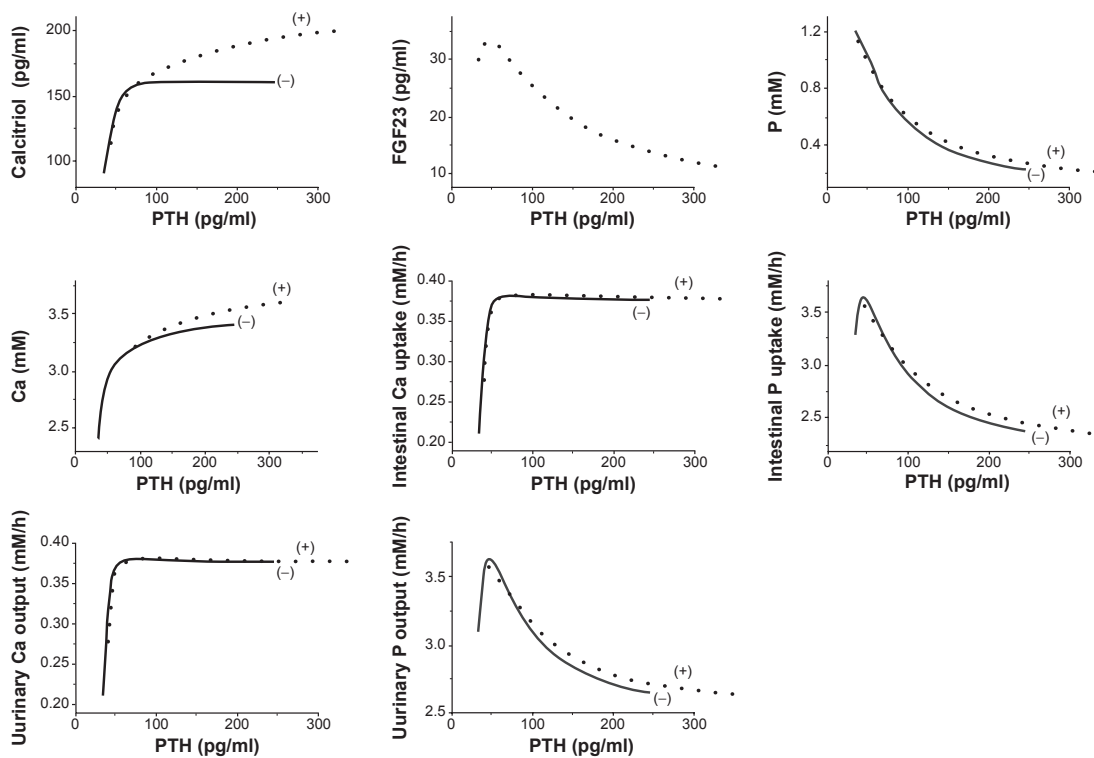 Calcitriol (pg/ml)
200
150
100
(+)
(–)
0 100 200 300
PTH (pg/ml)
FGF23 (pg/ml)
30
20
10
0 100 200 300
PTH (pg/ml)
P (mM)
1.2
0.8
0.4
(+)
(–)
0 100 200 300
PTH (pg/ml)
Ca (mM)
3.5
3.0
2.5
(+)
(–)
0 100 200 300
PTH (pg/ml)
Intestinal Ca uptake (mM/h)
0.40
0.35
0.30
0.25
0.20
(+)
(–)
0 100 200 300
PTH (pg/ml)
Intestinal P uptake (mM/h)
3.5
3.0
2.5
(+)
(–)
0 100 200 300
PTH (pg/ml)
Uurinary Ca output (mM/h)
0.40
0.35
0.30
0.25
0.20
(+)
(–)
0 50 100 150 200 250 300
PTH (pg/ml)
Uurinary P output (mM/h)
3.5
3.0
2.5
(+)
(–)
0 100 200 300
PTH (pg/ml)